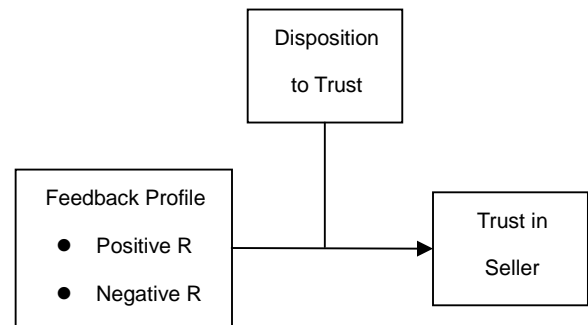 Disposition
to Trust
Feedback Profile
● Positive R
● Negative R
Trust in
Seller